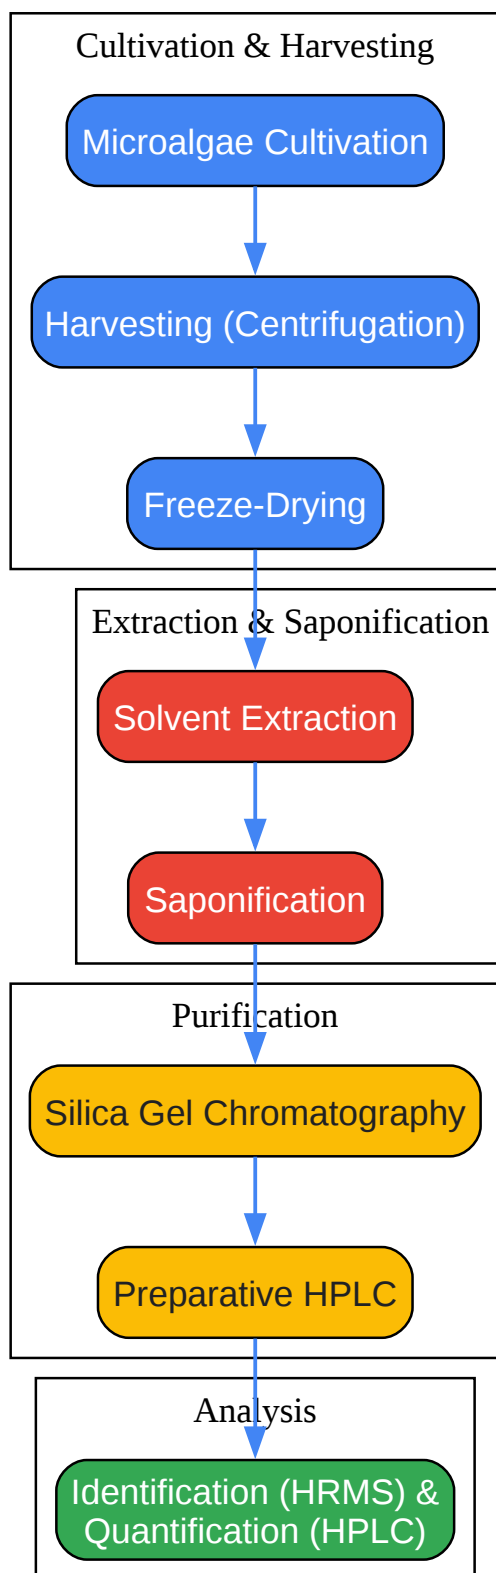 Cultivation & Harvesting
Microalgae Cultivation
Harvesting (Centrifugation)
Freeze-Drying
Extraction & Saponification
Solvent Extraction
Saponification
Purification
Silica Gel Chromatography
Preparative HPLC
Analysis
Identification (HRMS) &
Quantification (HPLC)